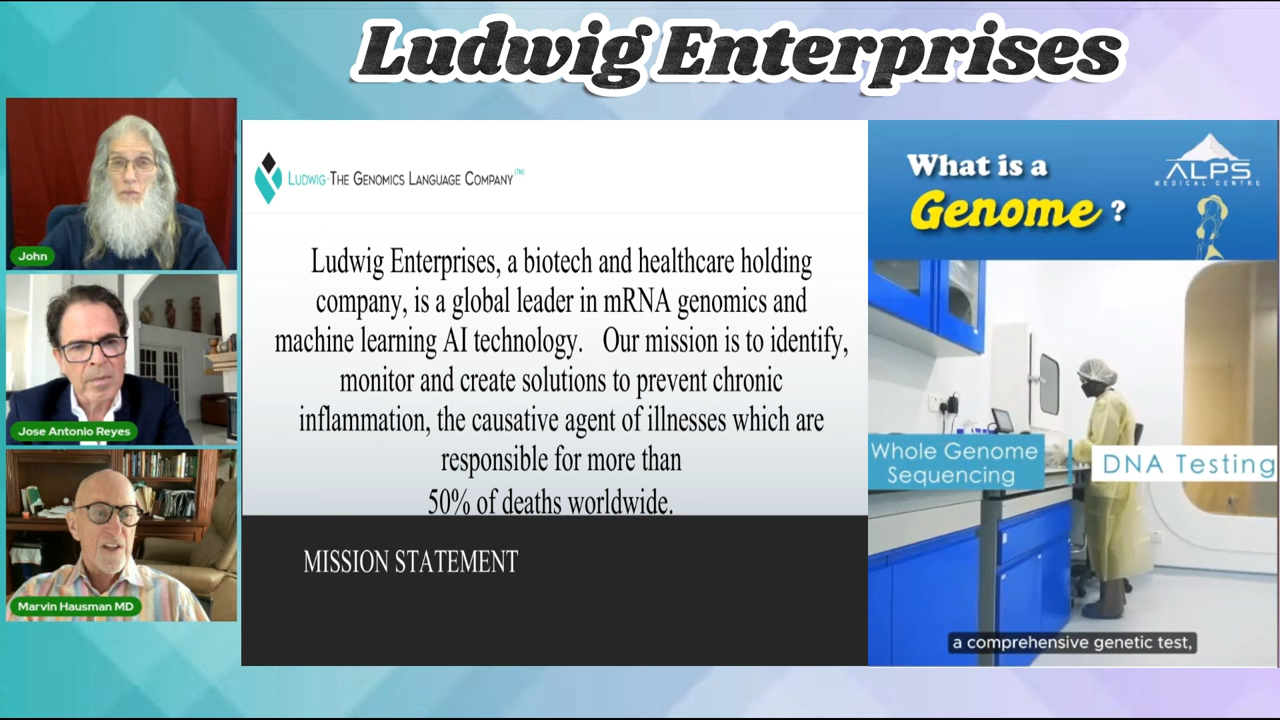 Ludwig Enterprises
John
Jose Antonio Reyes
Marvin Hausman MD
LUDWIG-THE GENOMICS LANGUAGE COMPANY™
Ludwig Enterprises, a biotech and healthcare holding
company, is a global leader in mRNA genomics and
machine learning AI technology. Our mission is to identify,
monitor and create solutions to prevent chronic
inflammation, the causative agent of illnesses which are
responsible for more than
50% of deaths worldwide.
MISSION STATEMENT
What is a
Genome ?
ALPS
MEDICAL CENTRE
Whole Genome
Sequencing
DNA Testing
a comprehensive genetic test,